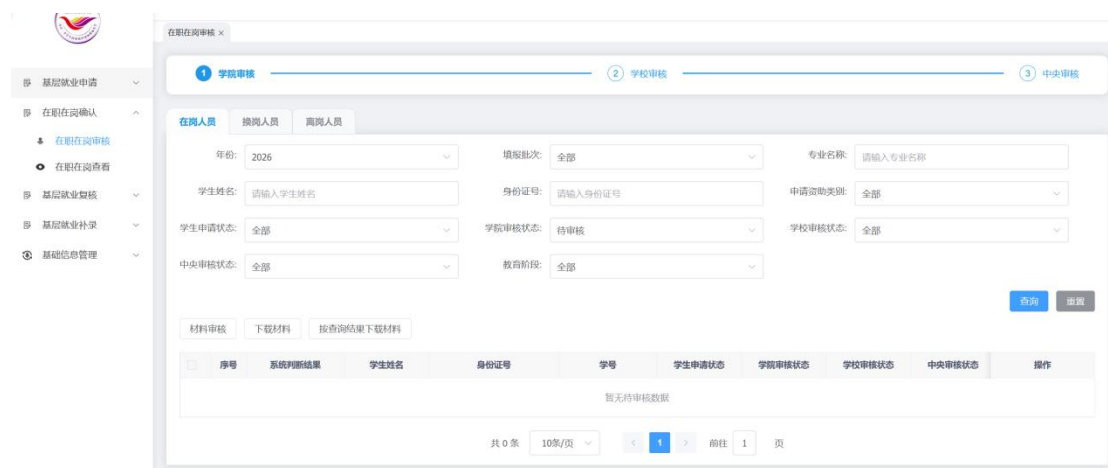 在职在岗审核 ×
1 学院审核 2 学校审核 3 中央审核
基层就业申请
在职在岗确认
在职在岗审核
在职在岗查看
基层就业复核
基层就业补录
基础信息管理
在岗人员 换岗人员 离岗人员
年份: 2026 填报批次: 全部 专业名称: 请输入专业名称
学生姓名: 请输入学生姓名 身份证号: 请输入身份证号 申请资助类别: 全部
学生申请状态: 全部 学院审核状态: 待审核 学校审核状态: 全部
中央审核状态: 全部 教育阶段: 全部
查询 重置
材料审核 下载材料 按查询结果下载材料
序号 系统判断结果 学生姓名 身份证号 学号 学生申请状态 学院审核状态 学校审核状态 中央审核状态 操作
暂无待审核数据
共 0 条 10条/页 < 1 > 前往 1 页